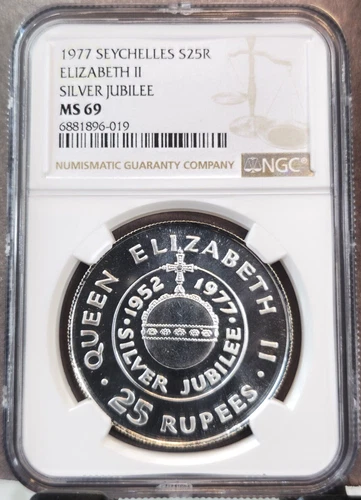 1977 SEYCHELLES S25R
ELIZABETH II
SILVER JUBILEE
MS 69
6881896-019
NUMISMATIC GUARANTY COMPANY
NGC
QUEEN ELIZABETH II
· 1952 1977 ·
SILVER JUBILEE
· 25 RUPEES ·